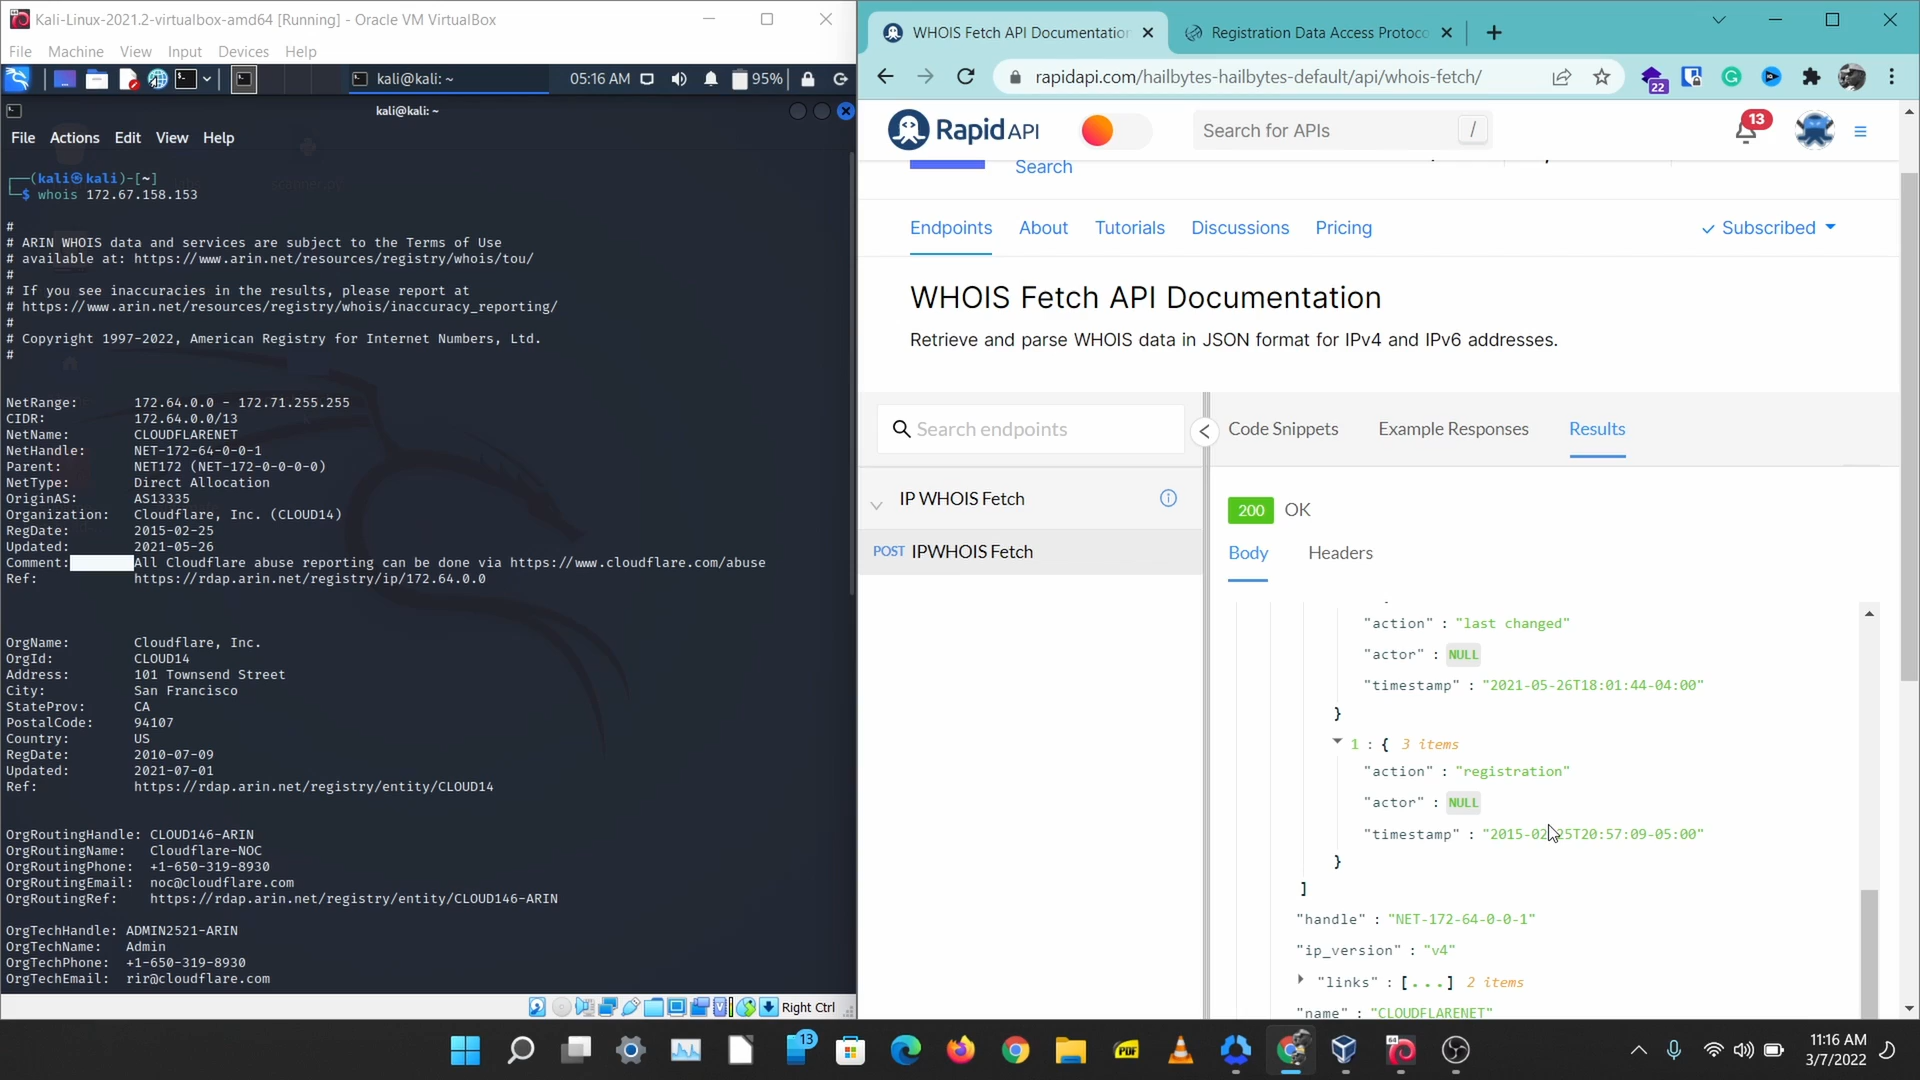 Kali-Linux-2021.2-virtualbox-amd64 [Running] - Oracle VM VirtualBox
File Machine View Input Devices Help
kali@kali: ~
05:16 AM
95%
kali@kali: ~
File Actions Edit View Help
┌──(kali㉿kali)-[~]
└─$ whois 172.67.158.153
#
# ARIN WHOIS data and services are subject to the Terms of Use
# available at: https://www.arin.net/resources/registry/whois/tou/
#
# If you see inaccuracies in the results, please report at
# https://www.arin.net/resources/registry/whois/inaccuracy_reporting/
#
# Copyright 1997-2022, American Registry for Internet Numbers, Ltd.
#
NetRange: 172.64.0.0 - 172.71.255.255
CIDR: 172.64.0.0/13
NetName: CLOUDFLARENET
NetHandle: NET-172-64-0-0-1
Parent: NET172 (NET-172-0-0-0-0)
NetType: Direct Allocation
OriginAS: AS13335
Organization: Cloudflare, Inc. (CLOUD14)
RegDate: 2015-02-25
Updated: 2021-05-26
Comment: All Cloudflare abuse reporting can be done via https://www.cloudflare.com/abuse
Ref: https://rdap.arin.net/registry/ip/172.64.0.0
OrgName: Cloudflare, Inc.
OrgId: CLOUD14
Address: 101 Townsend Street
City: San Francisco
StateProv: CA
PostalCode: 94107
Country: US
RegDate: 2010-07-09
Updated: 2021-07-01
Ref: https://rdap.arin.net/registry/entity/CLOUD14
OrgRoutingHandle: CLOUD146-ARIN
OrgRoutingName: Cloudflare-NOC
OrgRoutingPhone: +1-650-319-8930
OrgRoutingEmail: noc@cloudflare.com
OrgRoutingRef: https://rdap.arin.net/registry/entity/CLOUD146-ARIN
OrgTechHandle: ADMIN2521-ARIN
OrgTechName: Admin
OrgTechPhone: +1-650-319-8930
OrgTechEmail: rir@cloudflare.com
Right Ctrl
WHOIS Fetch API Documentation
Registration Data Access Protoco
rapidapi.com/hailbytes-hailbytes-default/api/whois-fetch/
22
Rapid API
Search for APIs
/
13
Search
Endpoints About Tutorials Discussions Pricing
Subscribed
WHOIS Fetch API Documentation
Retrieve and parse WHOIS data in JSON format for IPv4 and IPv6 addresses.
Search endpoints
Code Snippets Example Responses Results
IP WHOIS Fetch
POST IPWHOIS Fetch
200 OK
Body Headers
"action" : "last changed"
"actor" : NULL
"timestamp" : "2021-05-26T18:01:44-04:00"
}
1 : { 3 items
"action" : "registration"
"actor" : NULL
"timestamp" : "2015-02-25T20:57:09-05:00"
}
]
"handle" : "NET-172-64-0-0-1"
"ip_version" : "v4"
"links" : [...] 2 items
"name" : "CLOUDFLARENET"
13
PDF
64
11:16 AM
3/7/2022